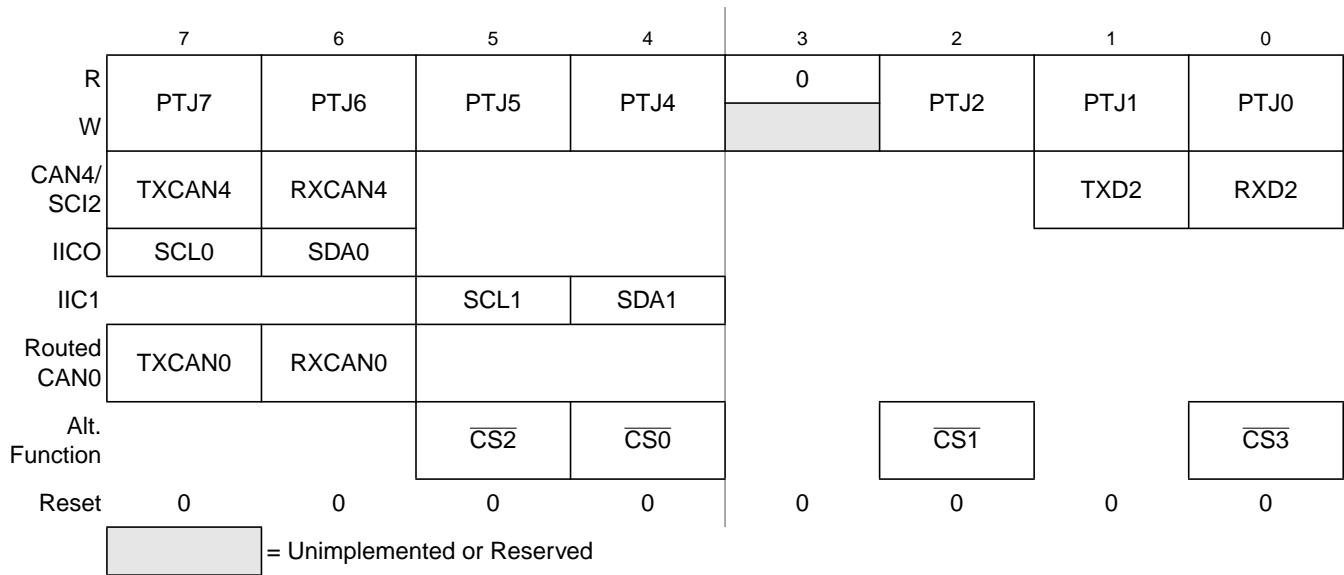 7 6 5 4 3 2 1 0
R PTJ7 PTJ6 PTJ5 PTJ4 0 PTJ2 PTJ1 PTJ0
W
CAN4/ TXCAN4 RXCAN4 TXD2 RXD2
SCI2
IICO SCL0 SDA0
IIC1 SCL1 SDA1
Routed TXCAN0 RXCAN0
CAN0
Alt. CS2 CS0 CS1 CS3
Function
Reset 0 0 0 0 0 0 0 0
= Unimplemented or Reserved